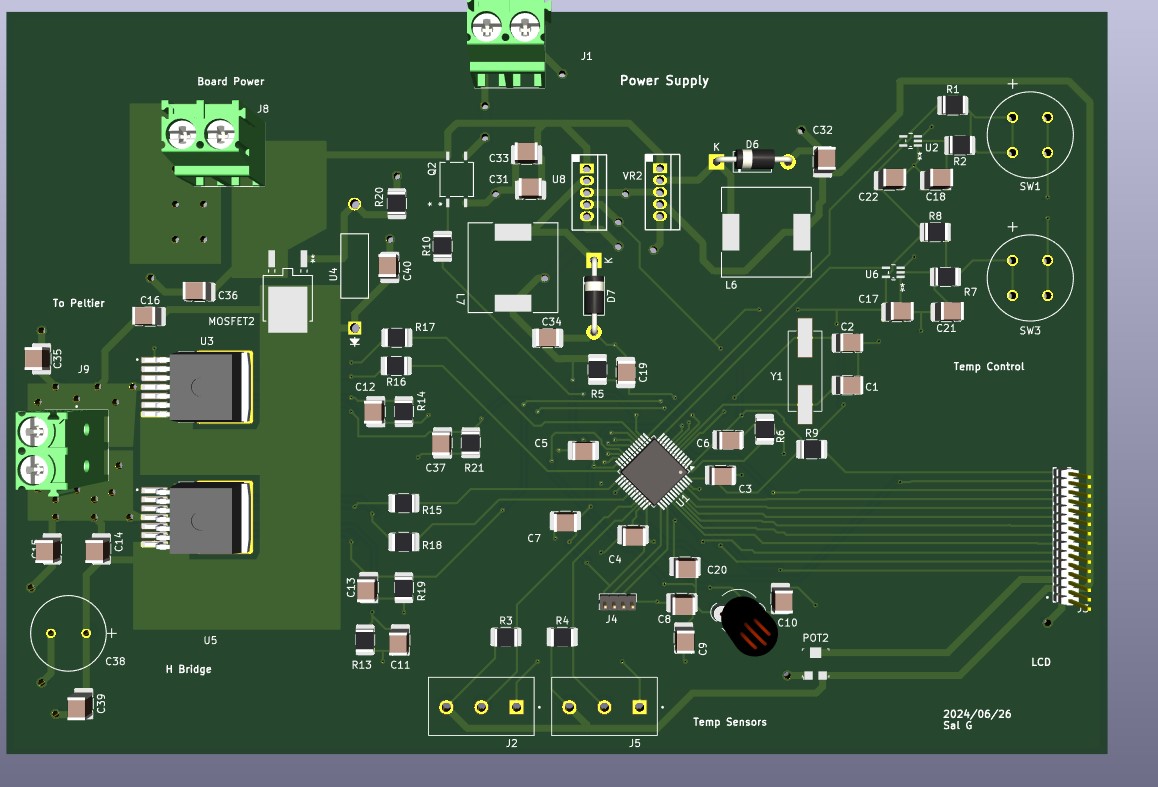 J1
Board Power
Power Supply
J8
R1
C33
C31
Q2
K
D6
C32
U2
R2
U8
VR2
C22
C18
SW1
R20
R10
R8
U4
C40
K
U6
R7
L6
L7
D7
C36
To Peltier
C16
MOSFET2
C17
C21
SW3
C34
R17
C2
U3
C35
J9
R16
R5
C19
Y1
Temp Control
C1
C12
R14
C37
R21
C5
C6
R6
R9
C3
U1
R15
C7
C4
R18
C14
C20
C13
R19
J4
C8
C10
R3
R4
C9
POT2
U5
R13
C11
C38
H Bridge
LCD
C39
Temp Sensors
2024/06/26
Sal G
J2
J5